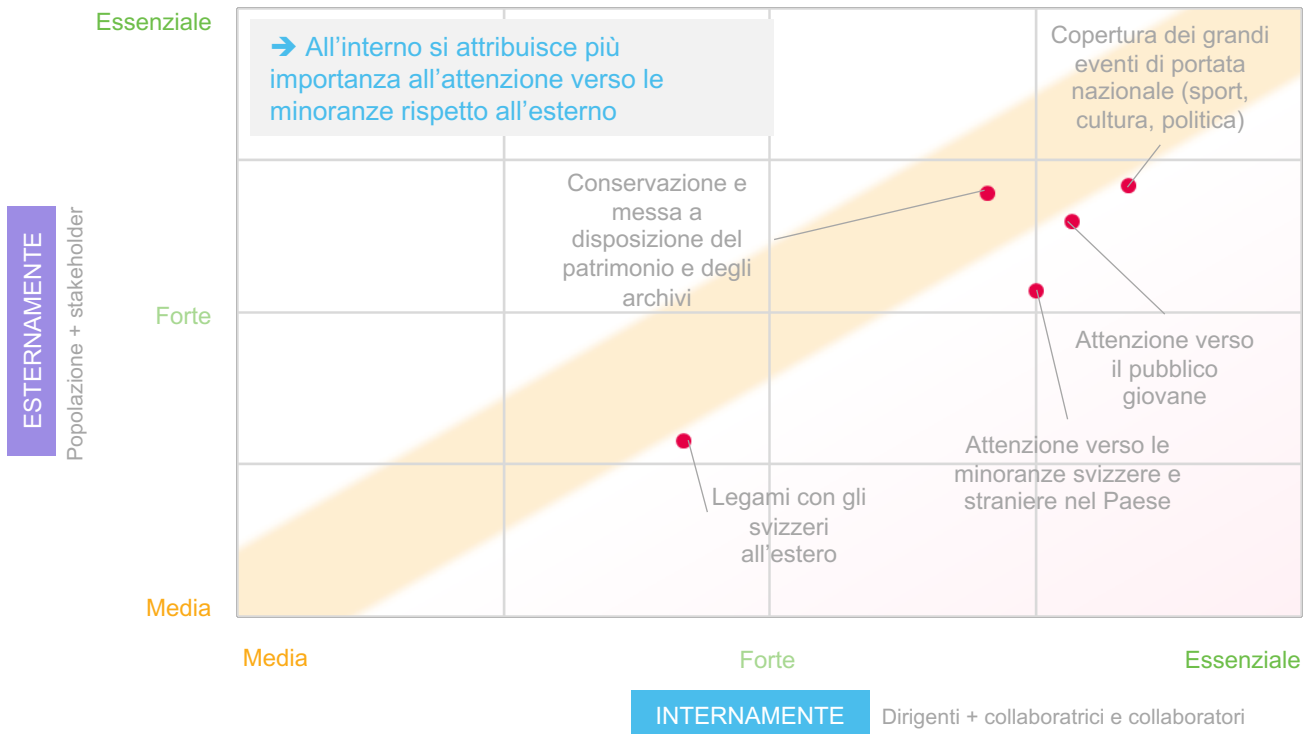 Essenziale
➔ All'interno si attribuisce più
importanza all'attenzione verso le
minoranze rispetto all'esterno
Copertura dei grandi
eventi di portata
nazionale (sport,
cultura, politica)
Conservazione e
messa a
disposizione del
patrimonio e degli
archivi
ESTERNAMENTE
Popolazione + stakeholder
Forte
Attenzione verso
il pubblico
giovane
Attenzione verso le
minoranze svizzere e
straniere nel Paese
Legami con gli
svizzeri
all'estero
Media
Media
Forte
Essenziale
INTERNAMENTE
Dirigenti + collaboratrici e collaboratori